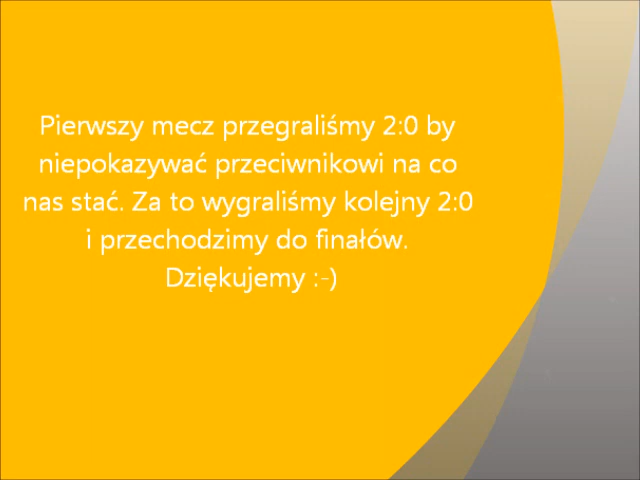 Pierwszy mecz przegraliśmy 2:0 by
niepokazywać przeciwnikowi na co
nas stać. Za to wygraliśmy kolejny 2:0
i przechodzimy do finałów.
Dziękujemy :-)